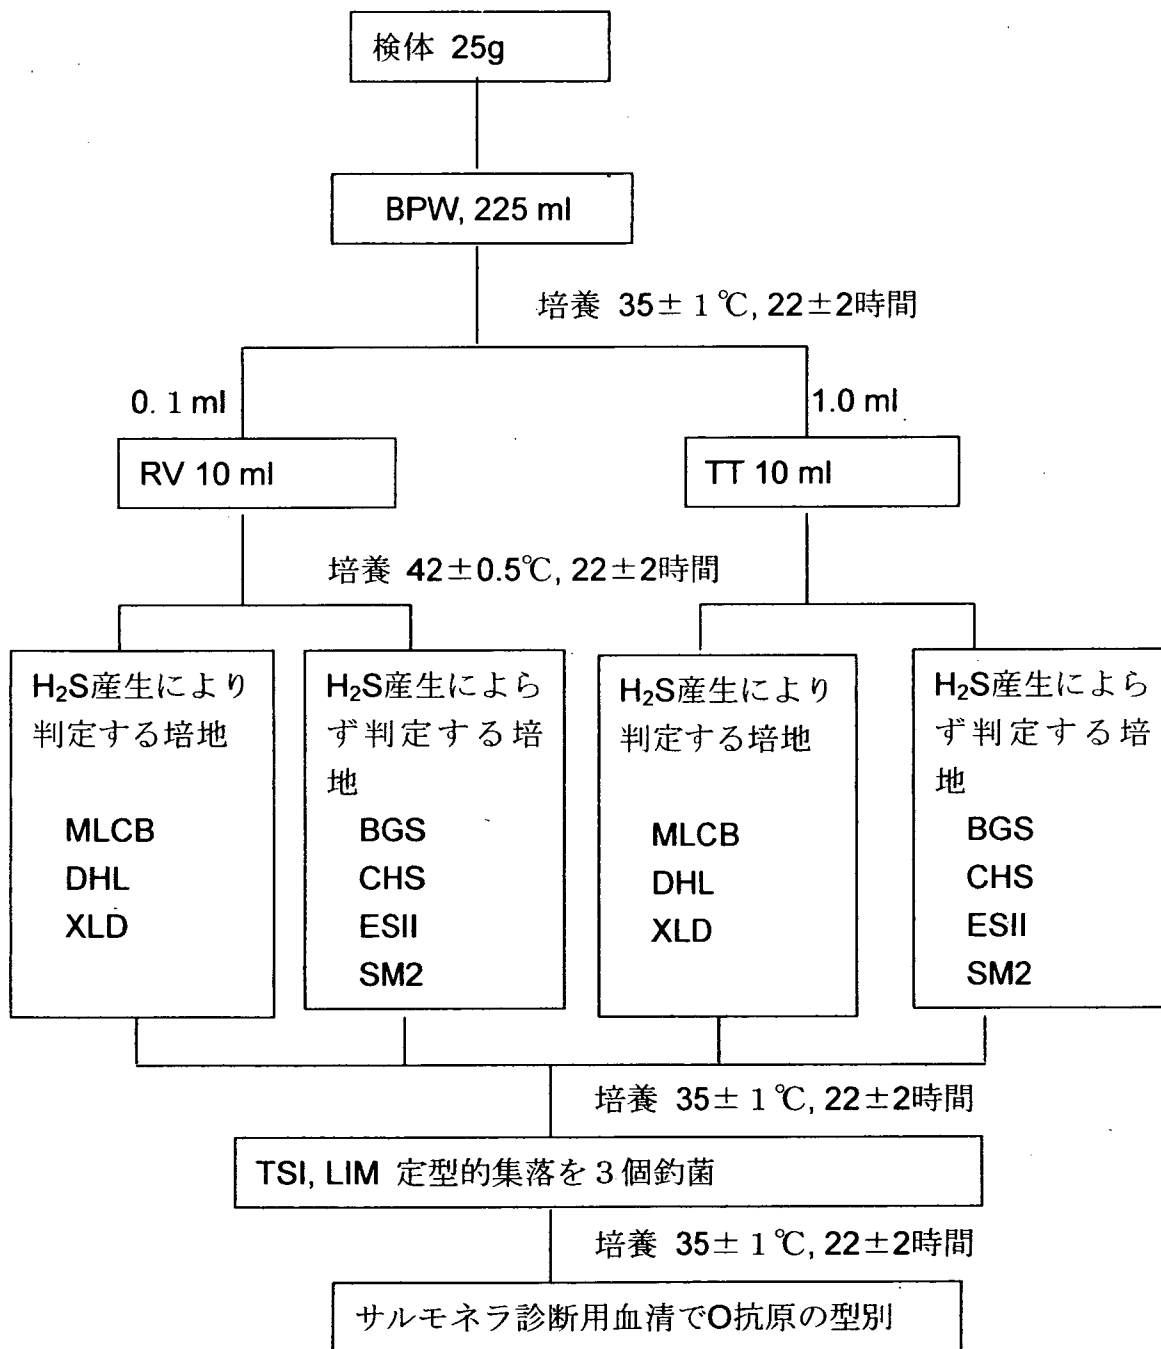 検体 25g
BPW, 225 ml
培養 35±１℃, 22±2時間
0.１ml
1.0 ml
RV 10 ml
TT 10 ml
培養 42±0.5℃, 22±2時間
H₂S産生により
判定する培地
MLCB
DHL
XLD
H₂S産生によら
ず判定する培
地
BGS
CHS
ESII
SM2
H₂S産生により
判定する培地
MLCB
DHL
XLD
H₂S産生によら
ず判定する培
地
BGS
CHS
ESII
SM2
培養 35±１℃, 22±2時間
TSI, LIM 定型的集落を３個釣菌
培養 35±１℃, 22±2時間
サルモネラ診断用血清でO抗原の型別